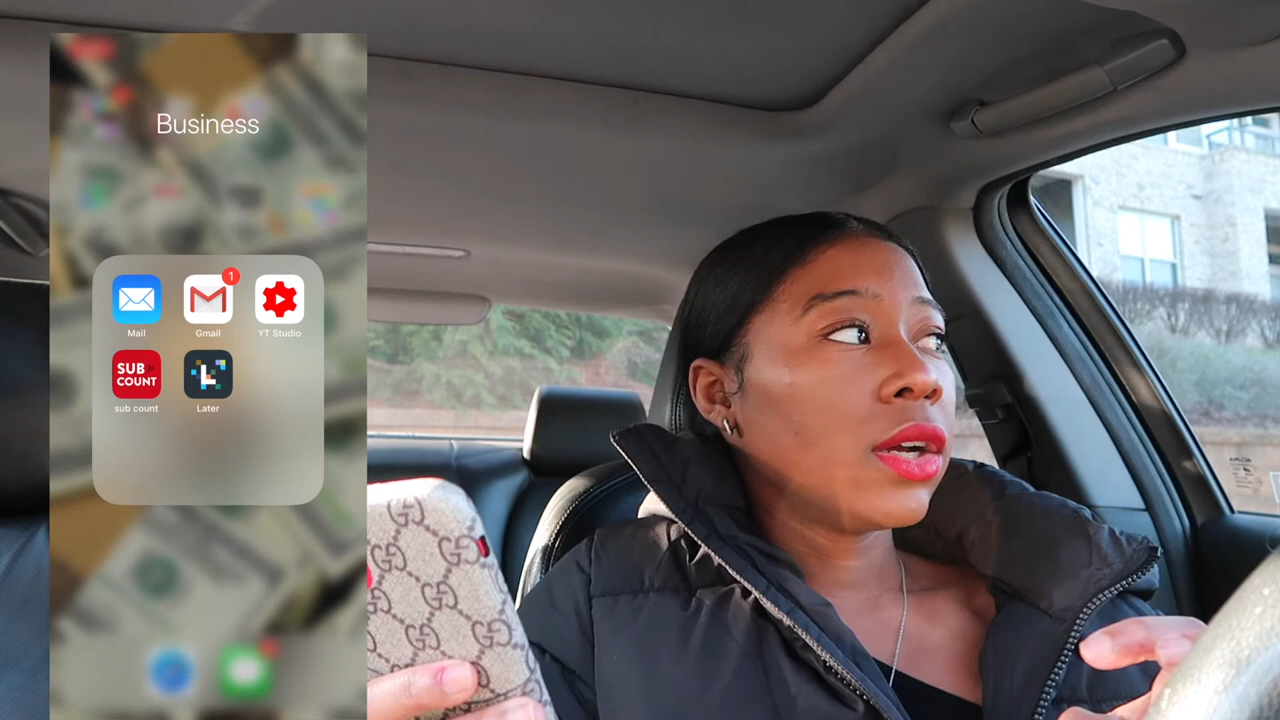 Business
1
Mail
Gmail
YT Studio
SUB
COUNT
sub count
L
Later